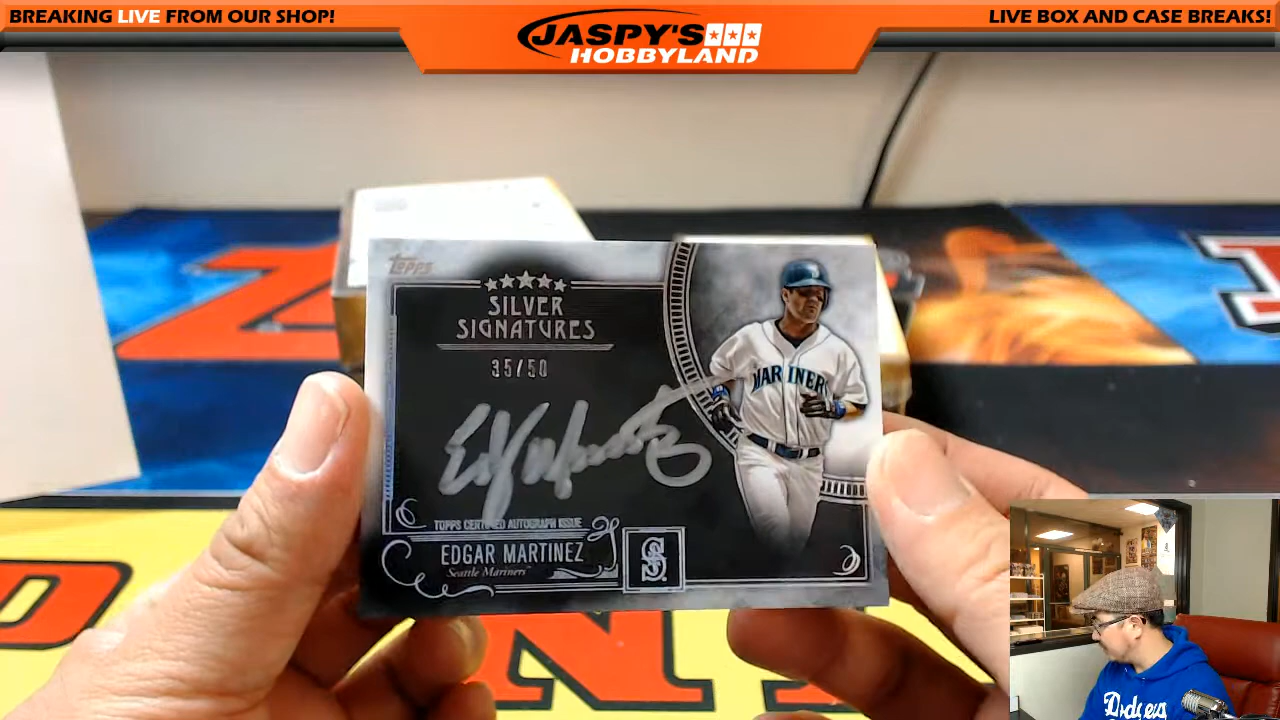 BREAKING LIVE FROM OUR SHOP!
JASPY'S
HOBBYLAND
LIVE BOX AND CASE BREAKS!
Topps
SILVER
SIGNATURES
35/50
MARINERS
TOPPS CERTIFIED AUTOGRAPH ISSUE
EDGAR MARTINEZ
Seattle Mariners
Dodgers